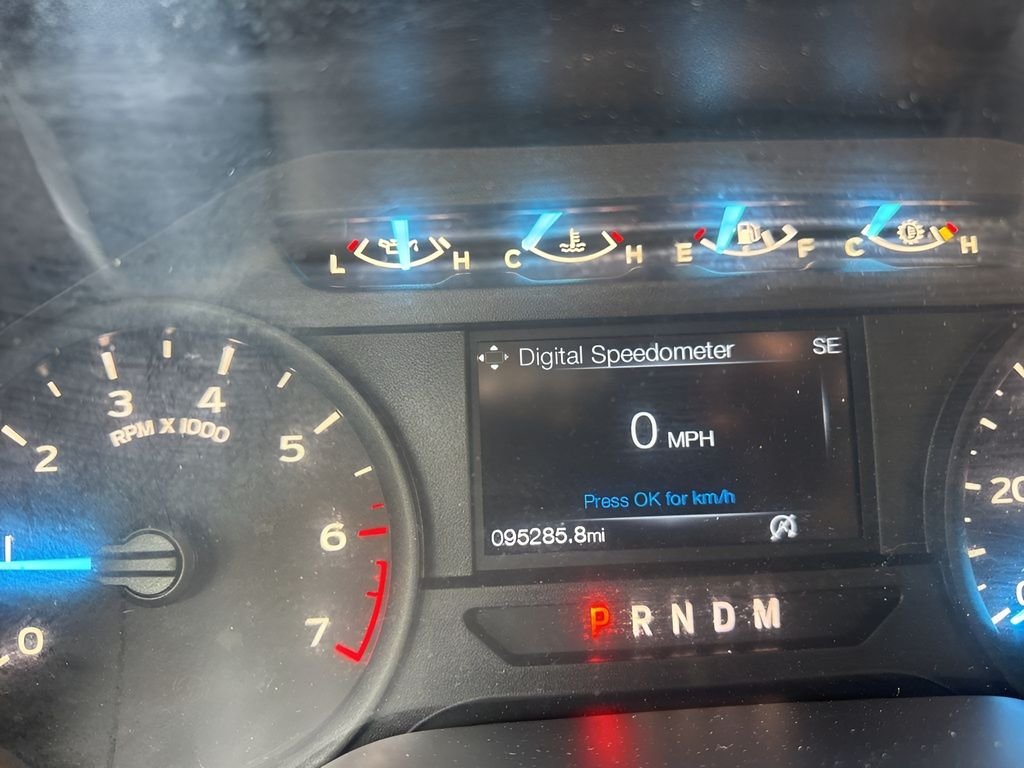 L H C H E F C H
Digital Speedometer SE
0 MPH
Press OK for km/h
095285.8mi
P R N D M
0
2
3
4
5
6
7
RPM X 1000
20
0